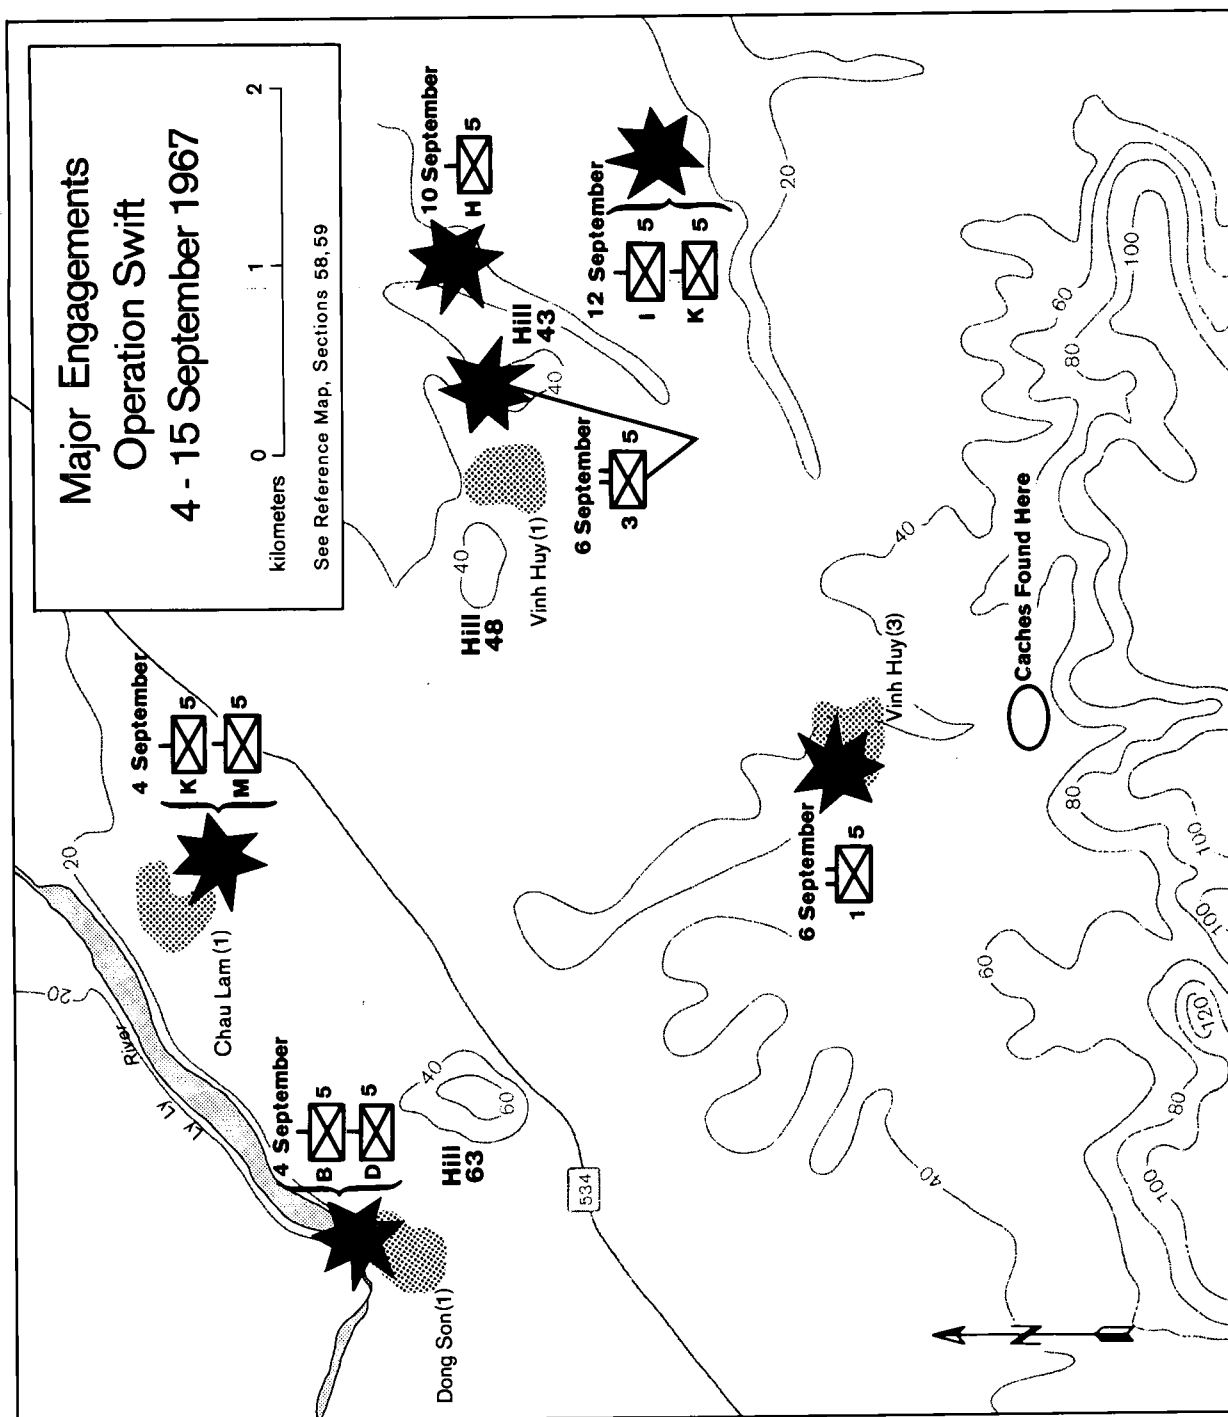 Major Engagements
Operation Swift
4 - 15 September 1967
0 1 2
kilometers
See Reference Map, Sections 58,59
20
20
River
Ly Ly
Chau Lam (1)
4 September
K 5
M 5
4 September
B 5
D 5
Dong Son (1)
Hill
63
40
60
534
Hill
48
40
Vinh Huy (1)
6 September
3 5
Hill
43
40
10 September
H 5
12 September
I 5
K 5
20
6 September
1 5
Vinh Huy (3)
40
40
Caches Found Here
60
80
100
60
80
100
100
120
80
100
N